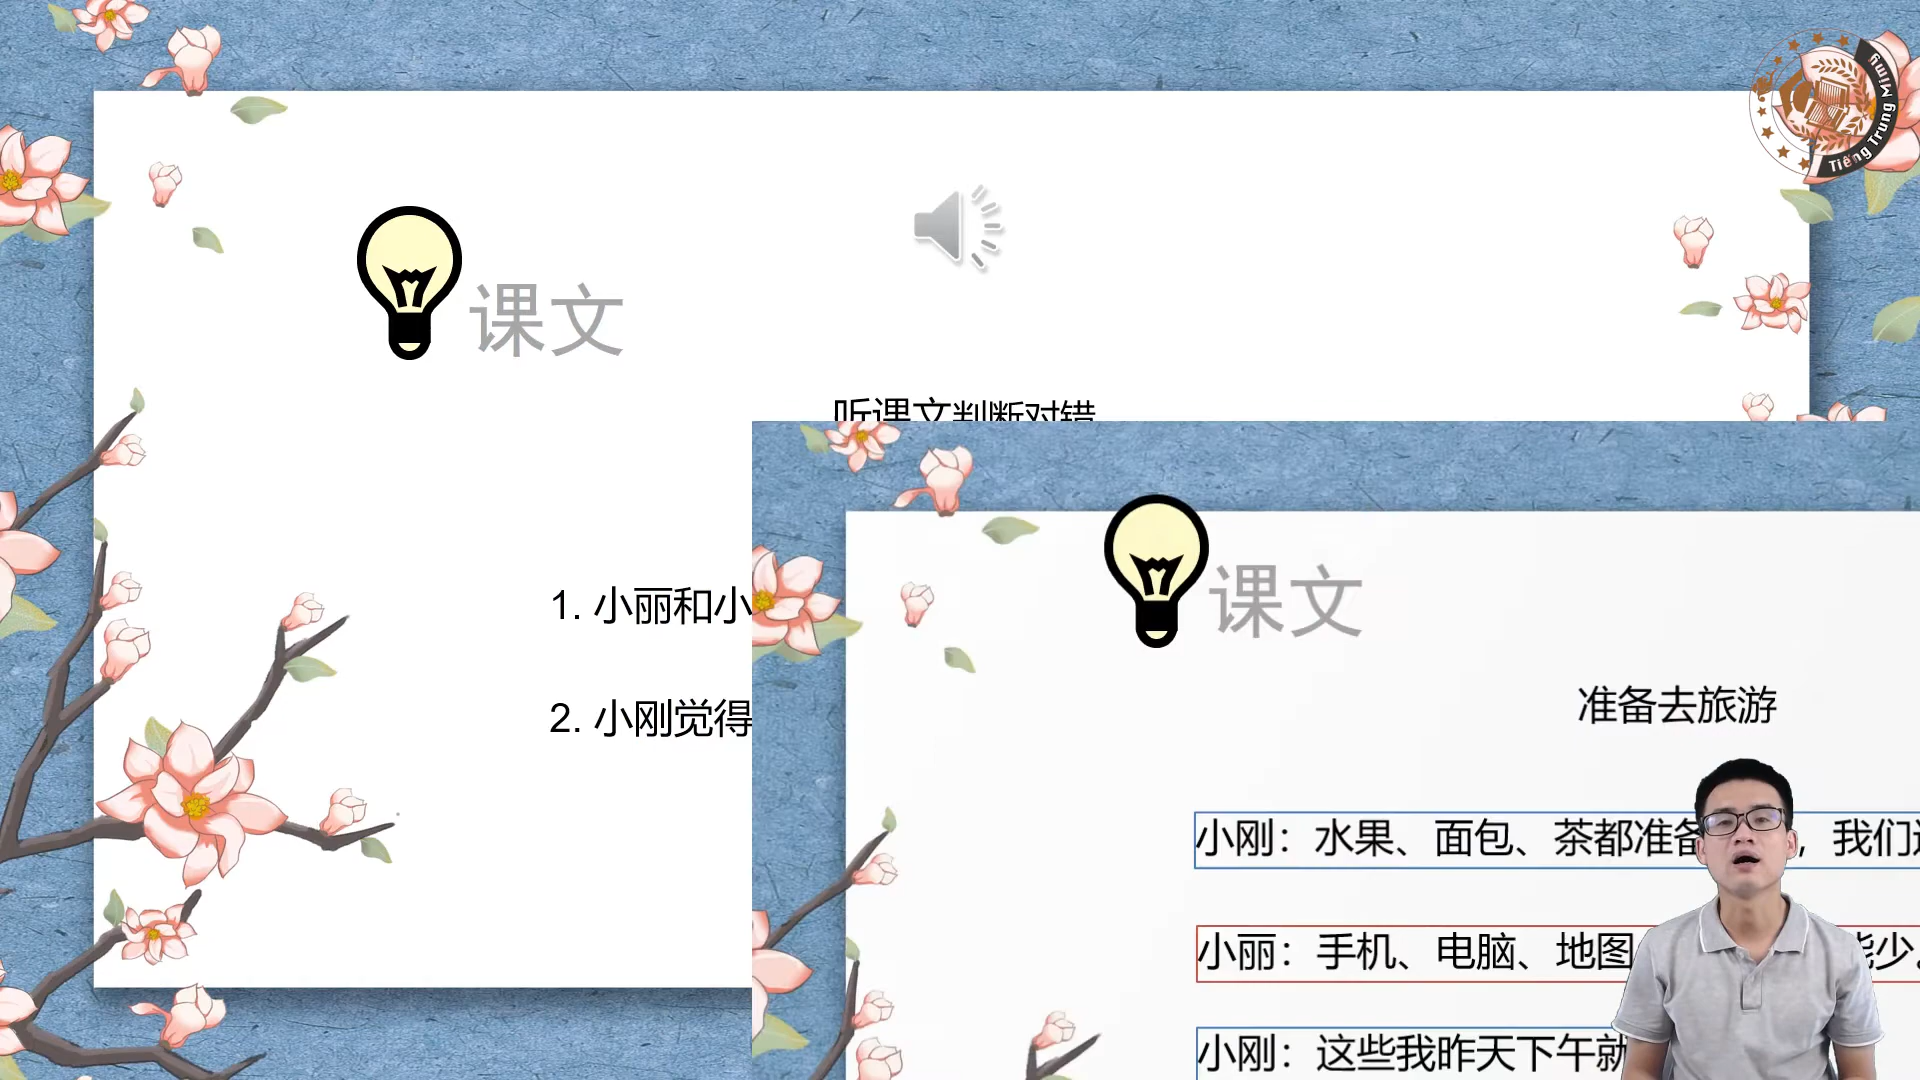 Tiếng Trung Mimy
课文
听课文判断对错
1. 小丽和小
2. 小刚觉得
课文
准备去旅游
小刚：水果、面包、茶都准备，我们
小丽：手机、电脑、地图能少。
小刚：这些我昨天下午就